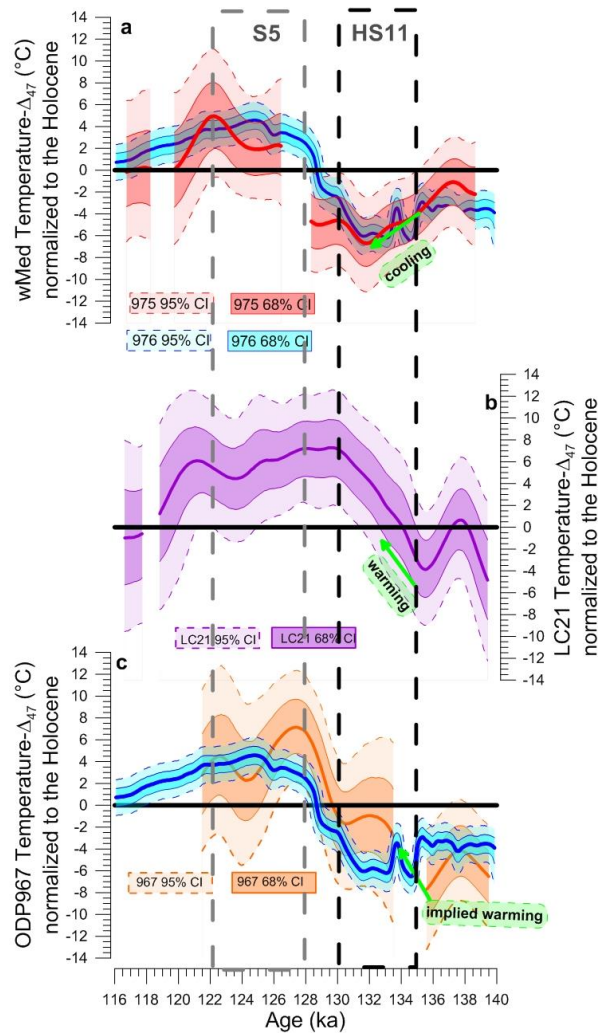 S5
HS11
a
14
12
10
8
6
4
2
0
-2
-4
-6
-8
-10
-12
-14
wMed Temperature-Δ47 (°C)
normalized to the Holocene
cooling
975 95% CI
975 68% CI
976 95% CI
976 68% CI
b
14
12
10
8
6
4
2
0
-2
-4
-6
-8
-10
-12
-14
LC21 Temperature-Δ47 (°C)
normalized to the Holocene
warming
LC21 95% CI
LC21 68% CI
c
14
12
10
8
6
4
2
0
-2
-4
-6
-8
-10
-12
-14
ODP967 Temperature-Δ47 (°C)
normalized to the Holocene
967 95% CI
967 68% CI
implied warming
116 118 120 122 124 126 128 130 132 134 136 138 140
Age (ka)